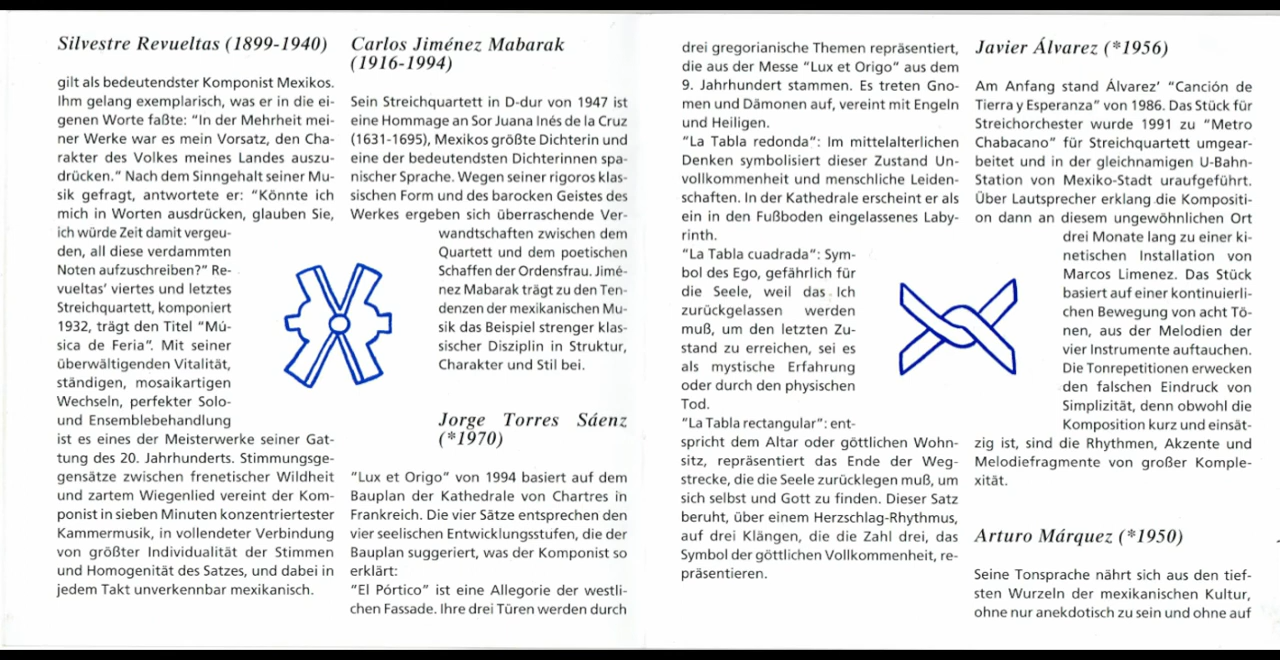 Silvestre Revueltas (1899-1940)
gilt als bedeutendster Komponist Mexikos.
Ihm gelang exemplarisch, was er in die ei-
genen Worte faßte: “In der Mehrheit mei-
ner Werke war es mein Vorsatz, den Cha-
rakter des Volkes meines Landes auszu-
drücken.” Nach dem Sinngehalt seiner Mu-
sik gefragt, antwortete er: “Könnte ich
mich in Worten ausdrücken, glauben Sie,
ich würde Zeit damit vergeu-
den, all diese verdammten
Noten aufzuschreiben?” Re-
vueltas’ viertes und letztes
Streichquartett, komponiert
1932, trägt den Titel “Mú-
sica de Feria”. Mit seiner
überwältigenden Vitalität,
ständigen, mosaikartigen
Wechseln, perfekter Solo-
und Ensemblebehandlung
ist es eines der Meisterwerke seiner Gat-
tung des 20. Jahrhunderts. Stimmungsge-
gensätze zwischen frenetischer Wildheit
und zartem Wiegenlied vereint der Kom-
ponist in sieben Minuten konzentriertester
Kammermusik, in vollendeter Verbindung
von größter Individualität der Stimmen
und Homogenität des Satzes, und dabei in
jedem Takt unverkennbar mexikanisch.
Carlos Jiménez Mabarak
(1916-1994)
Sein Streichquartett in D-dur von 1947 ist
eine Hommage an Sor Juana Inés de la Cruz
(1631-1695), Mexikos größte Dichterin und
eine der bedeutendsten Dichterinnen spa-
nischer Sprache. Wegen seiner rigoros klas-
sischen Form und des barocken Geistes des
Werkes ergeben sich überraschende Ver-
wandtschaften zwischen dem
Quartett und dem poetischen
Schaffen der Ordensfrau. Jimé-
nez Mabarak trägt zu den Ten-
denzen der mexikanischen Mu-
sik das Beispiel strenger klas-
sischer Disziplin in Struktur,
Charakter und Stil bei.
Jorge Torres Sáenz
(*1970)
“Lux et Origo” von 1994 basiert auf dem
Bauplan der Kathedrale von Chartres in
Frankreich. Die vier Sätze entsprechen den
vier seelischen Entwicklungsstufen, die der
Bauplan suggeriert, was der Komponist so
erklärt:
“El Pórtico” ist eine Allegorie der westli-
chen Fassade. Ihre drei Türen werden durch
drei gregorianische Themen repräsentiert,
die aus der Messe “Lux et Origo” aus dem
9. Jahrhundert stammen. Es treten Gno-
men und Dämonen auf, vereint mit Engeln
und Heiligen.
“La Tabla redonda”: Im mittelalterlichen
Denken symbolisiert dieser Zustand Un-
vollkommenheit und menschliche Leiden-
schaften. In der Kathedrale erscheint er als
ein in den Fußboden eingelassenes Laby-
rinth.
“La Tabla cuadrada”: Sym-
bol des Ego, gefährlich für
die Seele, weil das Ich
zurückgelassen werden
muß, um den letzten Zu-
stand zu erreichen, sei es
als mystische Erfahrung
oder durch den physischen
Tod.
“La Tabla rectangular”: ent-
spricht dem Altar oder göttlichen Wohn-
sitz, repräsentiert das Ende der Weg-
strecke, die die Seele zurücklegen muß, um
sich selbst und Gott zu finden. Dieser Satz
beruht, über einem Herzschlag-Rhythmus,
auf drei Klängen, die die Zahl drei, das
Symbol der göttlichen Vollkommenheit, re-
präsentieren.
Javier Álvarez (*1956)
Am Anfang stand Álvarez’ “Canción de
Tierra y Esperanza” von 1986. Das Stück für
Streichorchester wurde 1991 zu “Metro
Chabacano” für Streichquartett umgear-
beitet und in der gleichnamigen U-Bahn-
Station von Mexiko-Stadt uraufgeführt.
Über Lautsprecher erklang die Kompositi-
on dann an diesem ungewöhnlichen Ort
drei Monate lang zu einer ki-
netischen Installation von
Marcos Limenez. Das Stück
basiert auf einer kontinuierli-
chen Bewegung von acht Tö-
nen, aus der Melodien der
vier Instrumente auftauchen.
Die Tonrepetitionen erwecken
den falschen Eindruck von
Simplizität, denn obwohl die
Komposition kurz und einsät-
zig ist, sind die Rhythmen, Akzente und
Melodiefragmente von großer Komple-
xität.
Arturo Márquez (*1950)
Seine Tonsprache nährt sich aus den tief-
sten Wurzeln der mexikanischen Kultur,
ohne nur anekdotisch zu sein und ohne auf